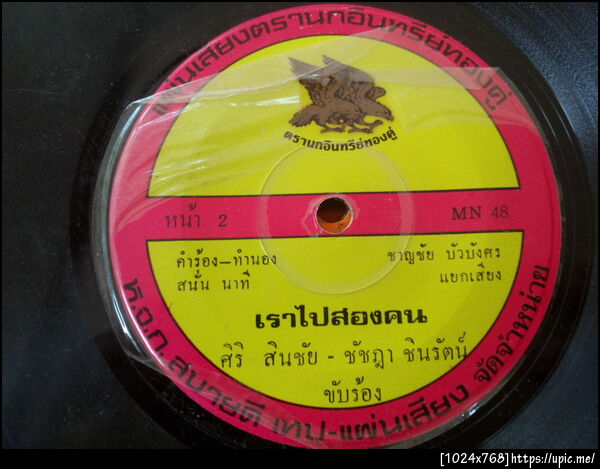 แผ่นเสียงตรานกอินทรีย์ทองคู่
ตรานกอินทรีย์ทองคู่
หน้า 2
MN 48
คำร้อง-ทำนอง
สนั่น นาที
ชาญชัย บัวบังศร
แยกเสียง
เราไปสองคน
ศิริ สินชัย - ชัชฎา ชินรัตน์
ขับร้อง
ห.จ.ก. สบายดี เทป-แผ่นเสียง จัดจำหน่าย
[1024x768]https://upic.me/